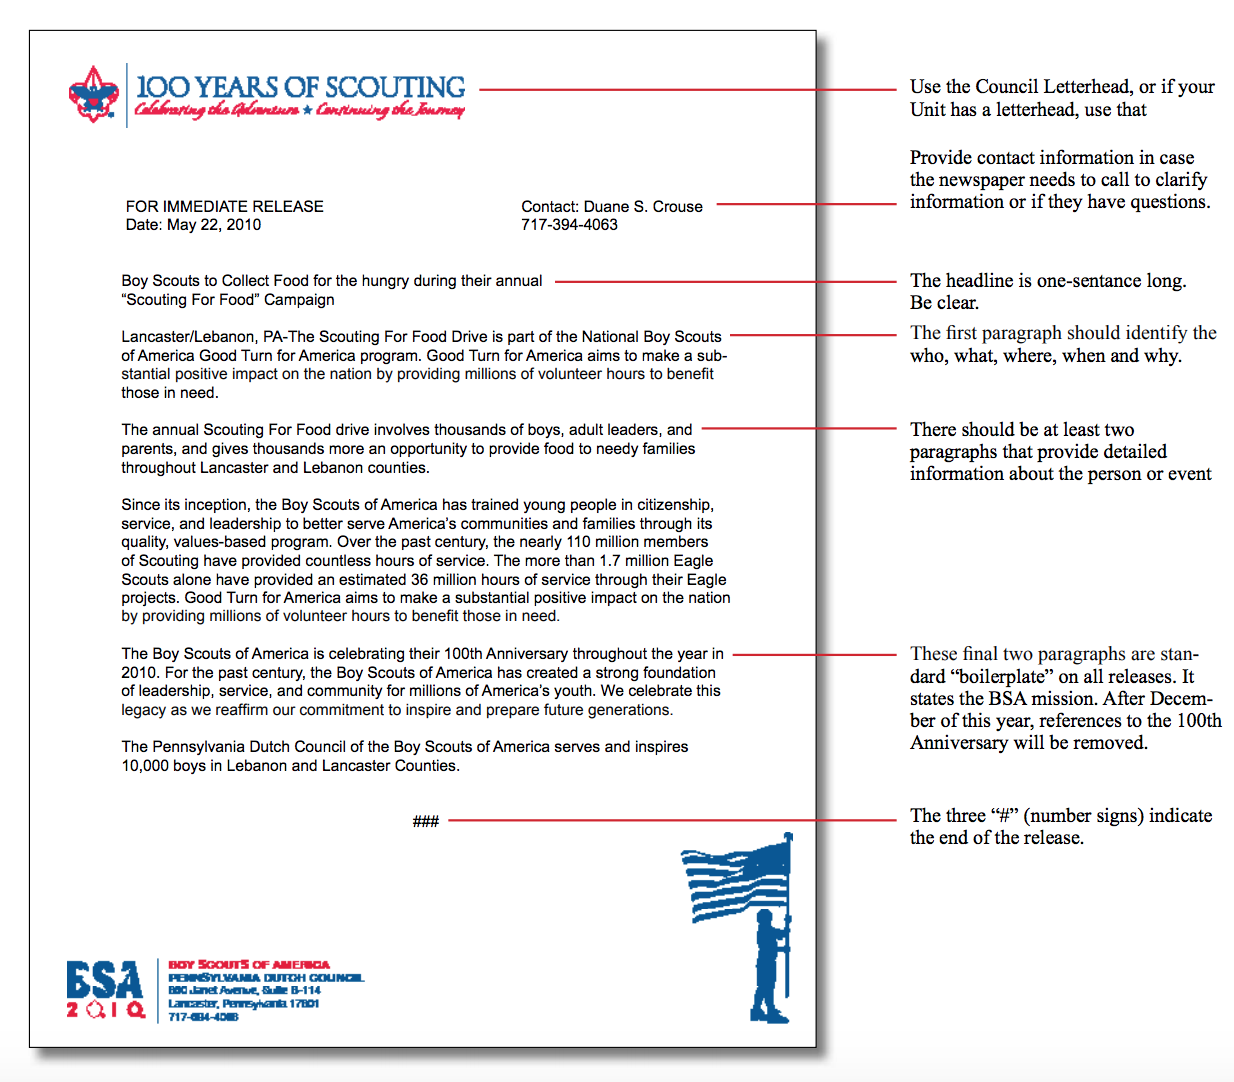 100 YEARS OF SCOUTING
Celebrating the Adventure ★ Continuing the Journey
FOR IMMEDIATE RELEASE
Date: May 22, 2010
Contact: Duane S. Crouse
717-394-4063
Boy Scouts to Collect Food for the hungry during their annual
“Scouting For Food” Campaign
Lancaster/Lebanon, PA-The Scouting For Food Drive is part of the National Boy Scouts
of America Good Turn for America program. Good Turn for America aims to make a sub-
stantial positive impact on the nation by providing millions of volunteer hours to benefit
those in need.
The annual Scouting For Food drive involves thousands of boys, adult leaders, and
parents, and gives thousands more an opportunity to provide food to needy families
throughout Lancaster and Lebanon counties.
Since its inception, the Boy Scouts of America has trained young people in citizenship,
service, and leadership to better serve America’s communities and families through its
quality, values-based program. Over the past century, the nearly 110 million members
of Scouting have provided countless hours of service. The more than 1.7 million Eagle
Scouts alone have provided an estimated 36 million hours of service through their Eagle
projects. Good Turn for America aims to make a substantial positive impact on the nation
by providing millions of volunteer hours to benefit those in need.
The Boy Scouts of America is celebrating their 100th Anniversary throughout the year in
2010. For the past century, the Boy Scouts of America has created a strong foundation
of leadership, service, and community for millions of America’s youth. We celebrate this
legacy as we reaffirm our commitment to inspire and prepare future generations.
The Pennsylvania Dutch Council of the Boy Scouts of America serves and inspires
10,000 boys in Lebanon and Lancaster Counties.
###
BSA
2010
BOY SCOUTS OF AMERICA
PENNSYLVANIA DUTCH COUNCIL
Janet Avenue, Suite B-114
Lancaster, Pennsylvania 17601
Use the Council Letterhead, or if your
Unit has a letterhead, use that
Provide contact information in case
the newspaper needs to call to clarify
information or if they have questions.
The headline is one-sentence long.
Be clear.
The first paragraph should identify the
who, what, where, when and why.
There should be at least two
paragraphs that provide detailed
information about the person or event
These final two paragraphs are stan-
dard “boilerplate” on all releases. It
states the BSA mission. After Decem-
ber of this year, references to the 100th
Anniversary will be removed.
The three “#” (number signs) indicate
the end of the release.